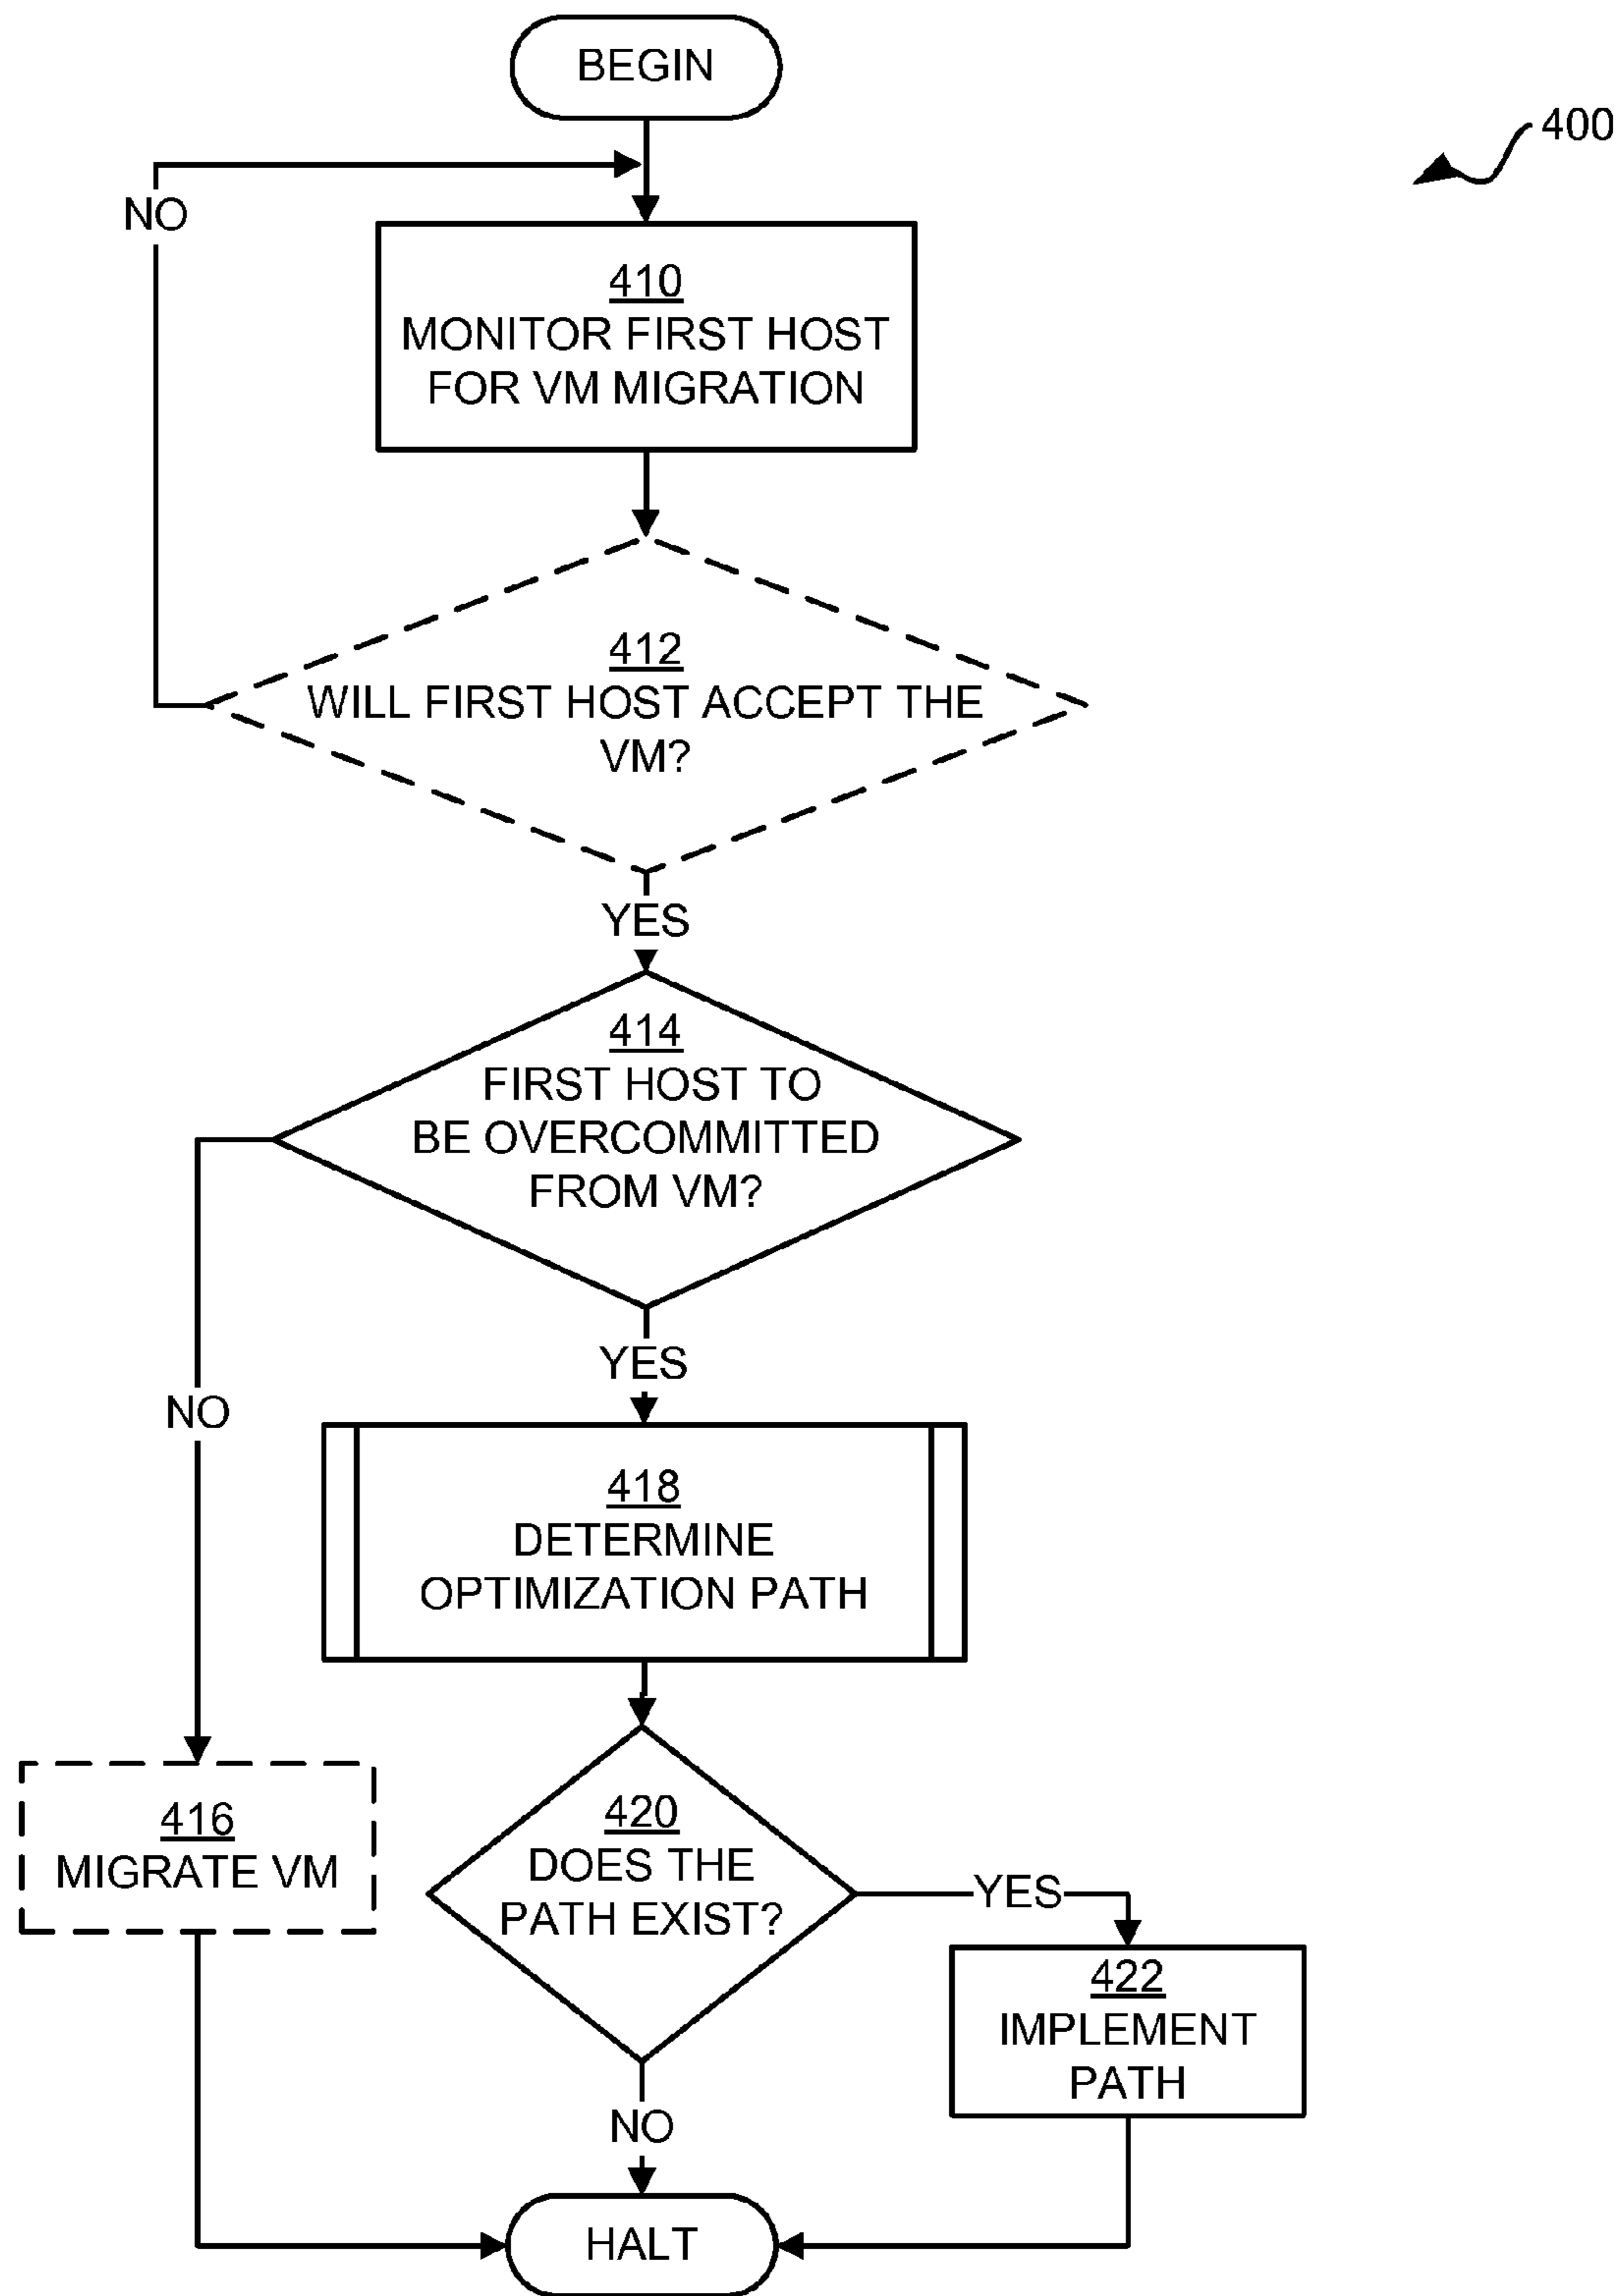 BEGIN
400
NO
410
MONITOR FIRST HOST
FOR VM MIGRATION
412
WILL FIRST HOST ACCEPT THE
VM?
YES
414
FIRST HOST TO
BE OVERCOMMITTED
FROM VM?
YES
NO
418
DETERMINE
OPTIMIZATION PATH
416
MIGRATE VM
420
DOES THE
PATH EXIST?
YES
422
IMPLEMENT
PATH
NO
HALT